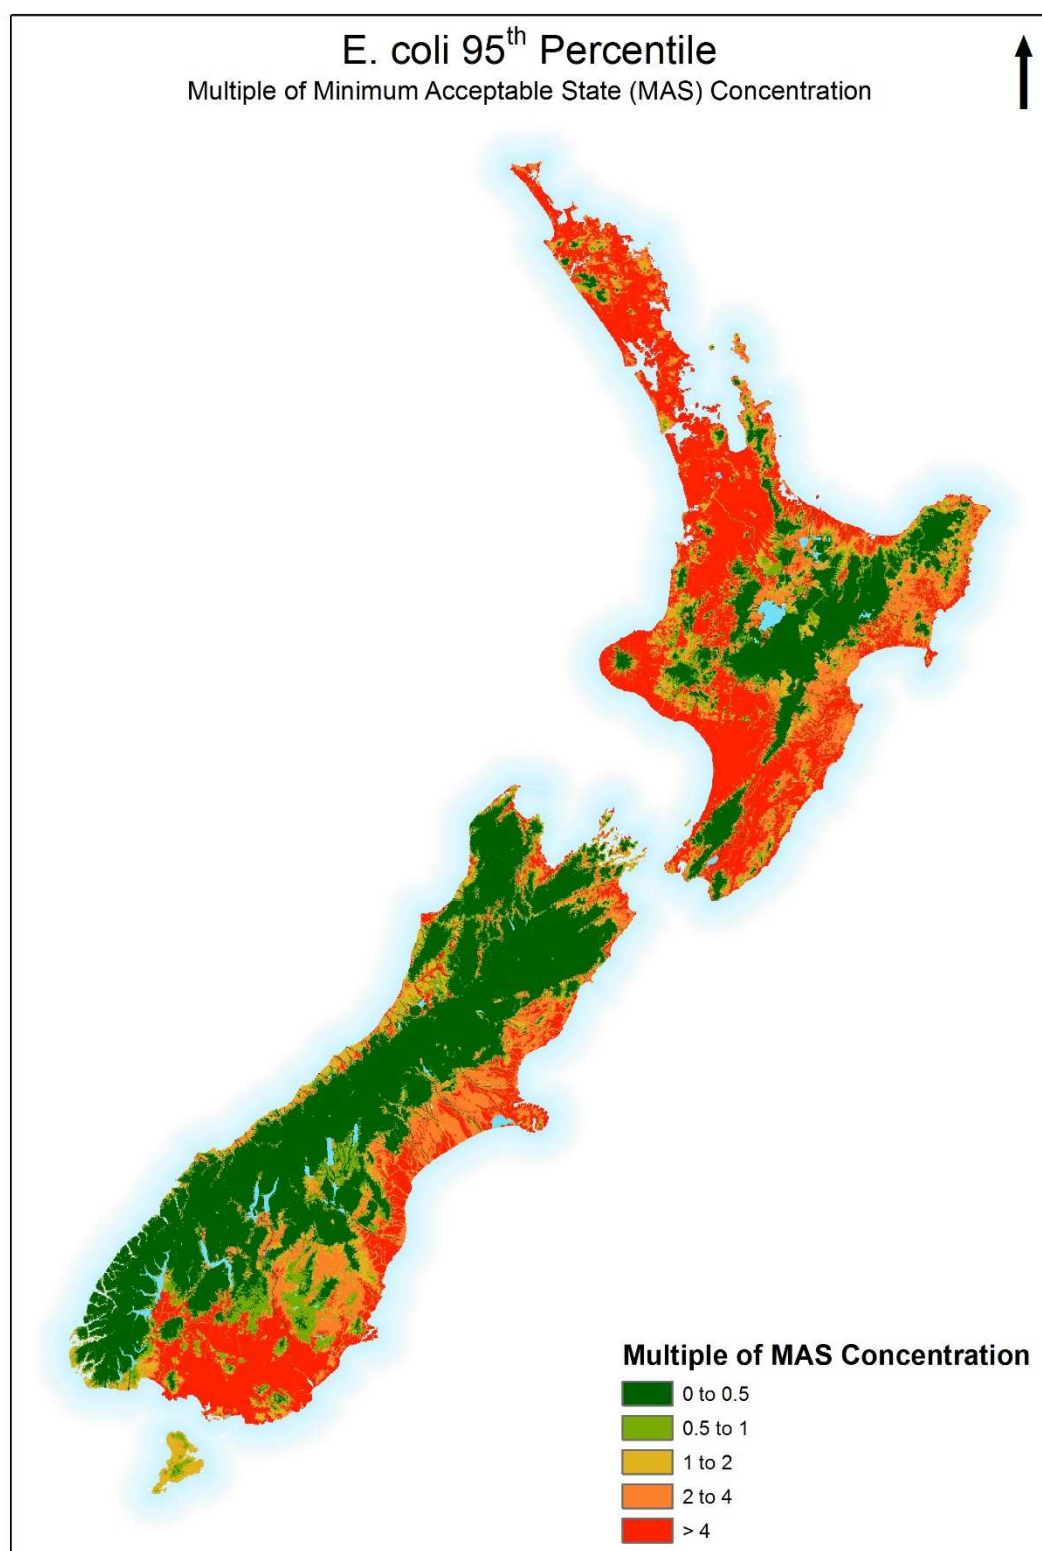 E. coli 95th Percentile
Multiple of Minimum Acceptable State (MAS) Concentration
Multiple of MAS Concentration
0 to 0.5
0.5 to 1
1 to 2
2 to 4
> 4